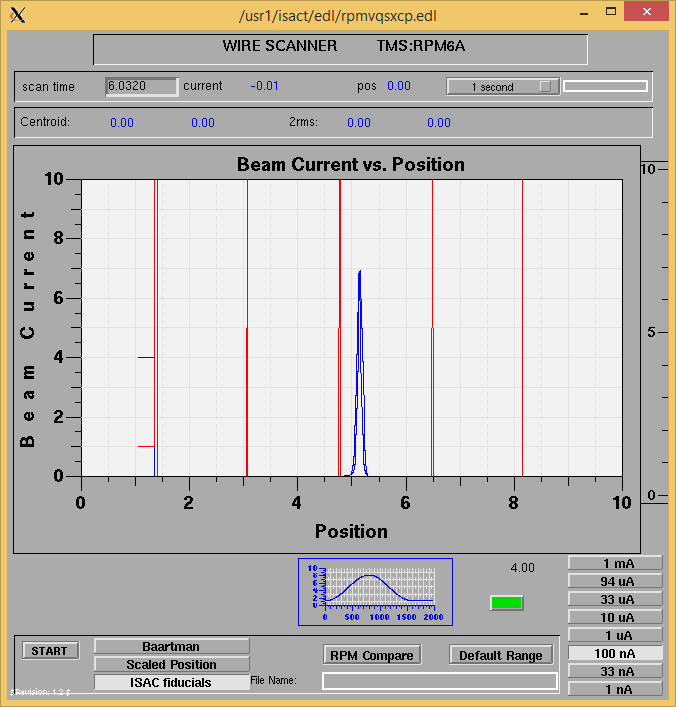 /usr1/isact/edl/rpmvqsxcp.edl
WIRE SCANNER TMS:RPM6A
scan time 6.0320 current -0.01 pos 0.00 1 second
Centroid: 0.00 0.00 2rms: 0.00 0.00
Beam Current vs. Position
Beam Current
10
8
6
4
2
0
0 2 4 6 8 10
Position
10
5
0
10
8
6
4
2
0
0 500 1000 1500 2000
4.00
1 mA
94 uA
33 uA
10 uA
1 uA
100 nA
33 nA
1 nA
START
Baartman
Scaled Position
ISAC fiducials
RPM Compare
Default Range
File Name:
$Revision: 1.2 $